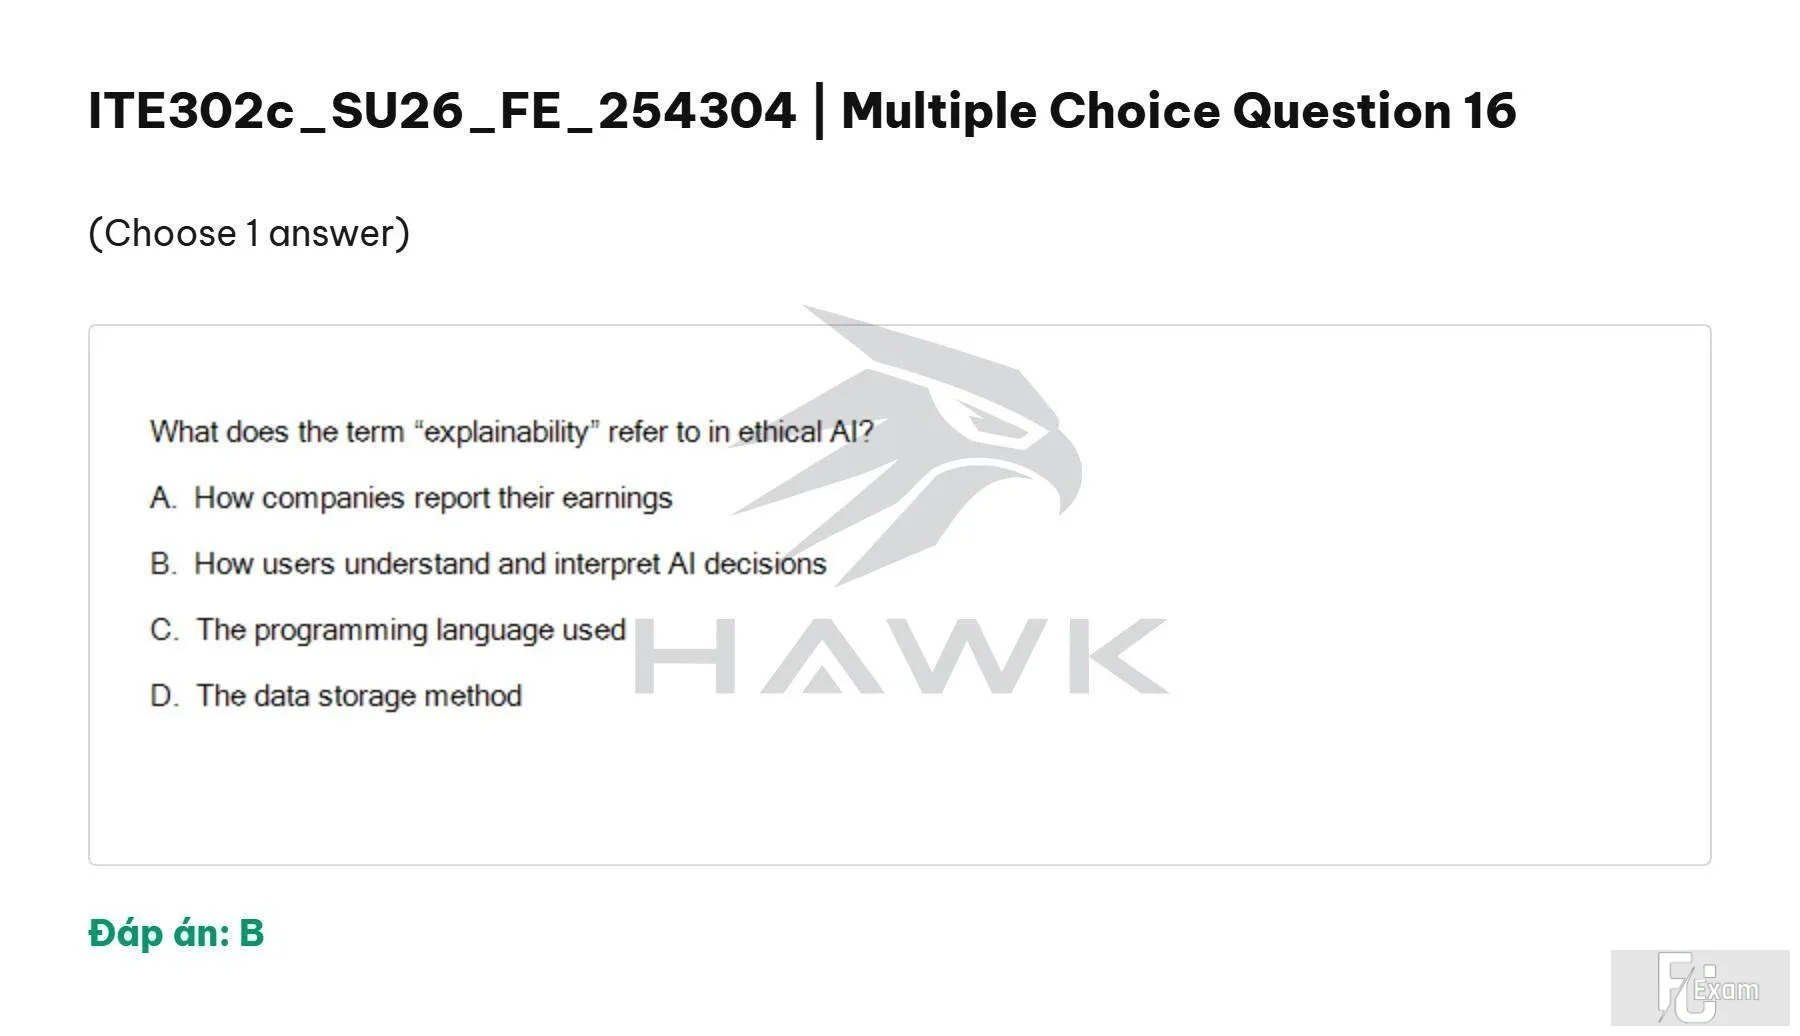 ITE302c_SU26_FE_254304 | Multiple Choice Question 16
(Choose 1 answer)
What does the term “explainability” refer to in ethical AI?
A. How companies report their earnings
B. How users understand and interpret AI decisions
C. The programming language used
D. The data storage method
HAWK
Đáp án: B
FU Exam